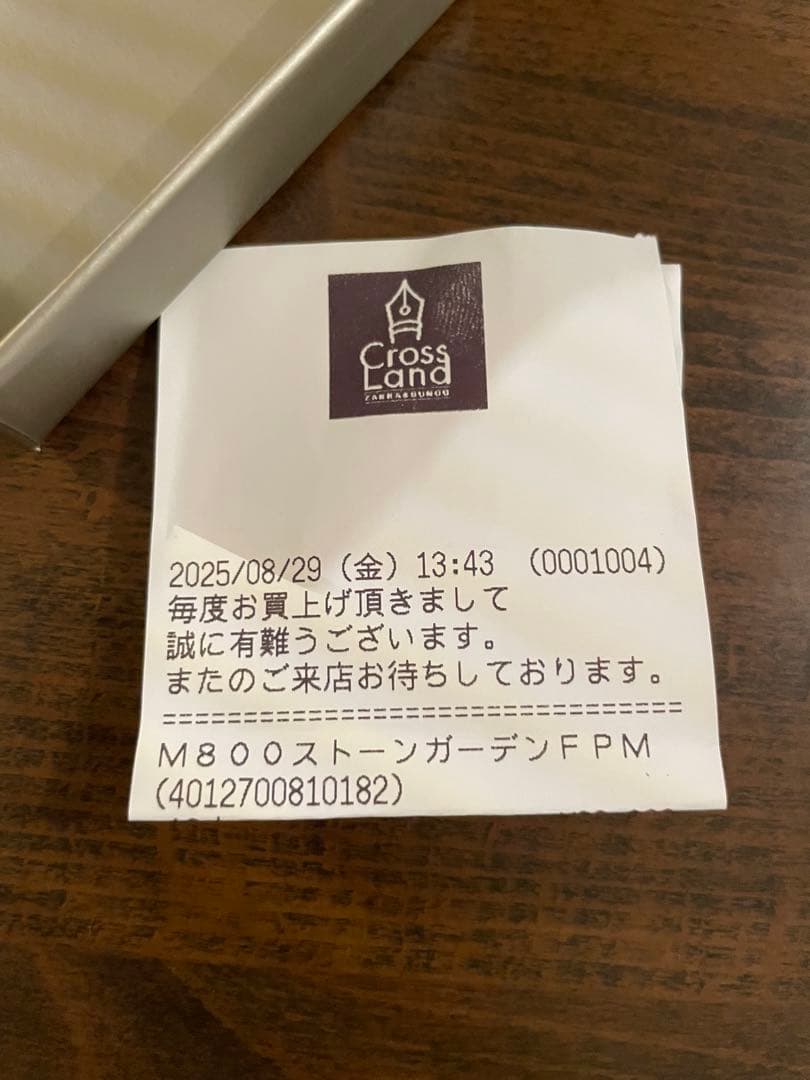 Cross
Land
ZAKKA&BUNGU
2025/08/29 (金) 13:43 (0001004)
毎度お買上げ頂きまして
誠に有難うございます。
またのご来店お待ちしております。
================================
M800ストーンガーデンFPM
(4012700810182)